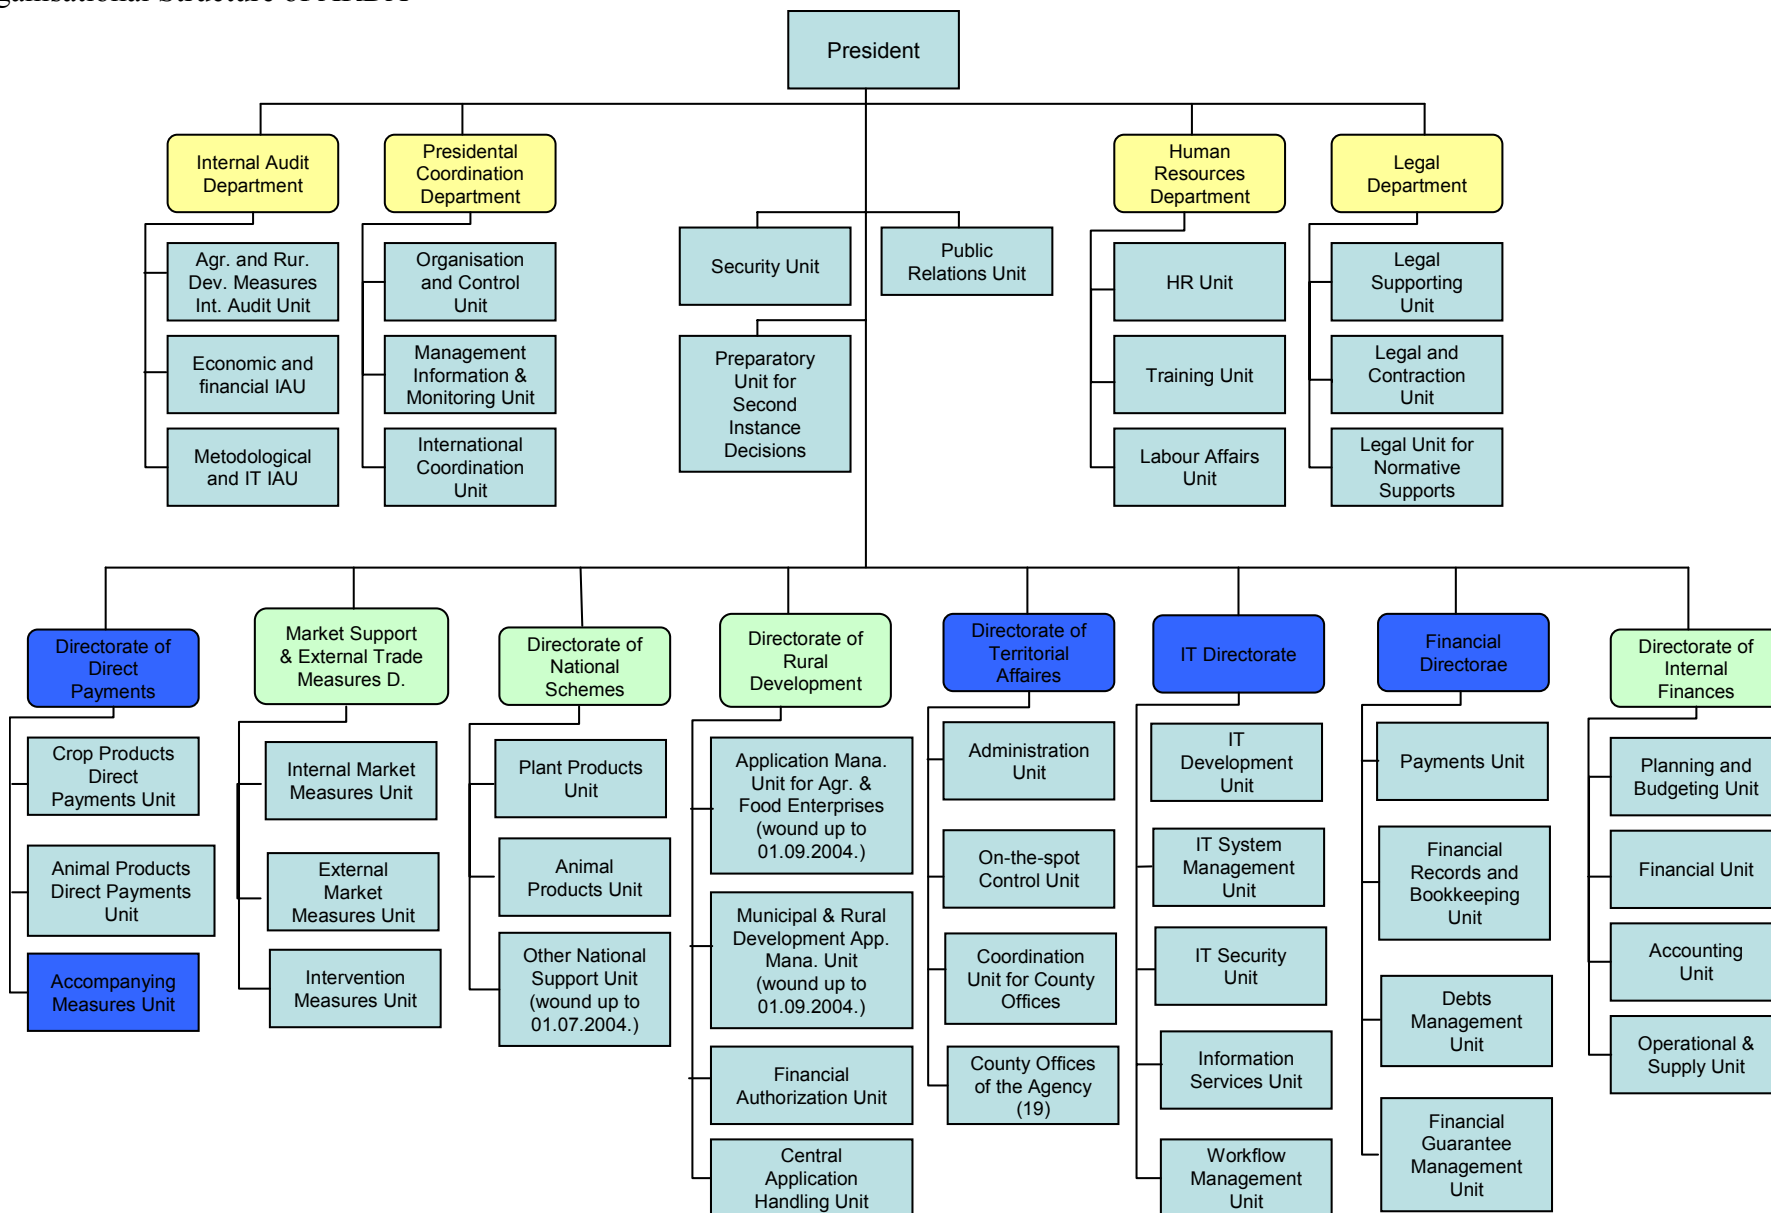 President
Internal Audit
Department
Presidental
Coordination
Department
Human
Resources
Department
Legal
Department
Agr. and Rur.
Dev. Measures
Int. Audit Unit
Organisation
and Control
Unit
Security Unit
Public
Relations Unit
HR Unit
Legal
Supporting
Unit
Economic and
financial IAU
Management
Information &
Monitoring Unit
Preparatory
Unit for
Second
Instance
Decisions
Training Unit
Legal and
Contraction
Unit
Metodological
and IT IAU
International
Coordination
Unit
Labour Affairs
Unit
Legal Unit for
Normative
Supports
Directorate of
Direct
Payments
Market Support
& External Trade
Measures D.
Directorate of
National
Schemes
Directorate of
Rural
Development
Directorate of
Territorial
Affaires
IT Directorate
Financial
Directorae
Directorate of
Internal
Finances
Crop Products
Direct
Payments Unit
Animal Products
Direct Payments
Unit
Accompanying
Measures Unit
Internal Market
Measures Unit
External
Market
Measures Unit
Intervention
Measures Unit
Plant Products
Unit
Animal
Products Unit
Other National
Support Unit
(wound up to
01.07.2004.)
Application Mana.
Unit for Agr. &
Food Enterprises
(wound up to
01.09.2004.)
Municipal & Rural
Development App.
Mana. Unit
(wound up to
01.09.2004.)
Financial
Authorization Unit
Central
Application
Handling Unit
Administration
Unit
On-the-spot
Control Unit
Coordination
Unit for County
Offices
County Offices
of the Agency
(19)
IT
Development
Unit
IT System
Management
Unit
IT Security
Unit
Information
Services Unit
Workflow
Management
Unit
Payments Unit
Financial
Records and
Bookkeeping
Unit
Debts
Management
Unit
Financial
Guarantee
Management
Unit
Planning and
Budgeting Unit
Financial Unit
Accounting
Unit
Operational &
Supply Unit